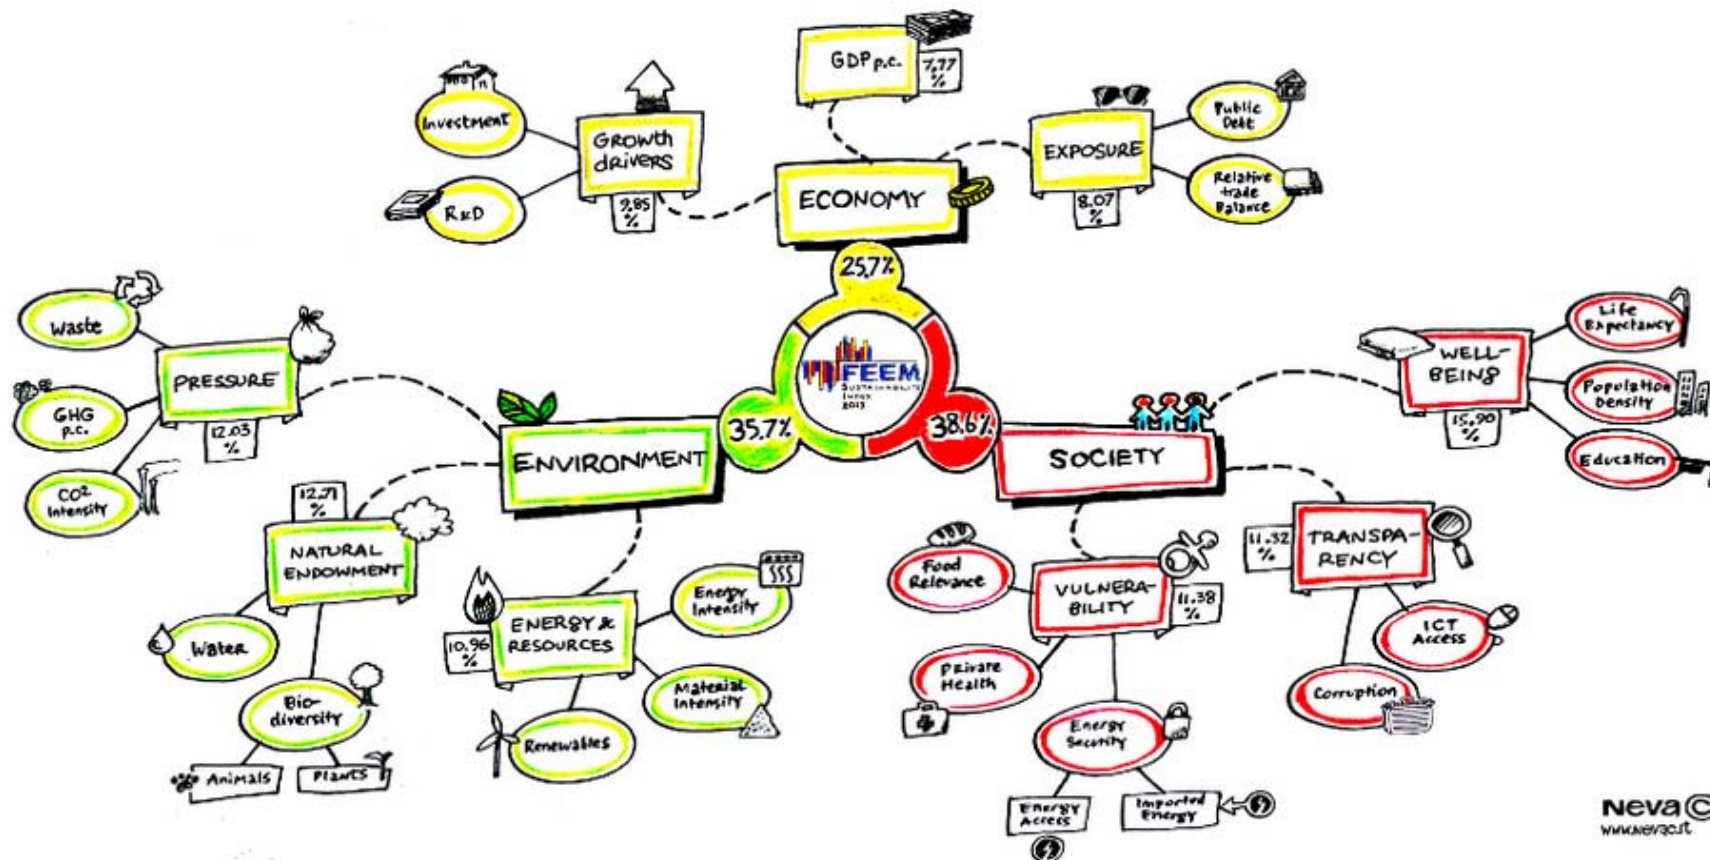 GDP p.c.
7.77
%
Investment
R&D
GROWTH
drivers
9.85
%
ECONOMY
EXPOSURE
8.07
%
Public
Debt
Relative
trade
Balance
25.7%
FEEM
SUSTAINABILITY
INDEX
2013
35.7%
38.6%
Waste
GHG
p.c.
CO2
Intensity
PRESSURE
12.03
%
ENVIRONMENT
12.71
%
NATURAL
ENDOWMENT
Water
Bio-
diversity
Animals
Plants
10.96
%
ENERGY &
RESOURCES
Energy
Intensity
Material
Intensity
Renewables
SOCIETY
WELL-
BEING
15.90
%
Life
Expectancy
Population
Density
Education
11.32
%
TRANSPA-
RENCY
ICT
Access
Corruption
VULNERA-
BILITY
11.38
%
Food
Relevance
Private
Health
Energy
Security
Energy
Access
Imported
Energy
Neva C
www.nevac.it